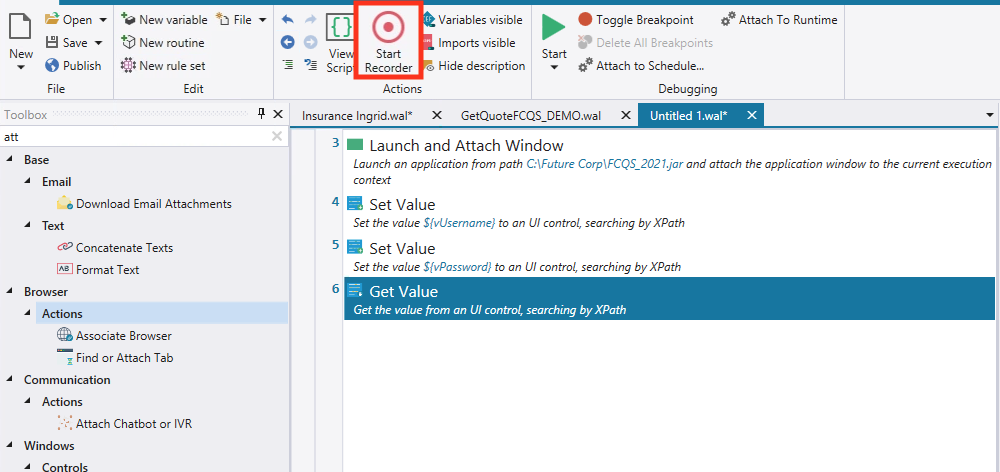 New
Open
Save
Publish
File
New variable
File
New routine
New rule set
Edit
View
Script
Start
Recorder
Variables visible
Imports visible
Hide description
Actions
Start
Toggle Breakpoint
Delete All Breakpoints
Attach to Schedule...
Attach To Runtime
Debugging
Toolbox
att
Base
Email
Download Email Attachments
Text
Concatenate Texts
Format Text
Browser
Actions
Associate Browser
Find or Attach Tab
Communication
Actions
Attach Chatbot or IVR
Windows
Controls
Insurance Ingrid.wal*
GetQuoteFCQS_DEMO.wal
Untitled 1.wal*
3 Launch and Attach Window
Launch an application from path C:\Future Corp\FCQS_2021.jar and attach the application window to the current execution
context
4 Set Value
Set the value ${vUsername} to an UI control, searching by XPath
5 Set Value
Set the value ${vPassword} to an UI control, searching by XPath
6 Get Value
Get the value from an UI control, searching by XPath